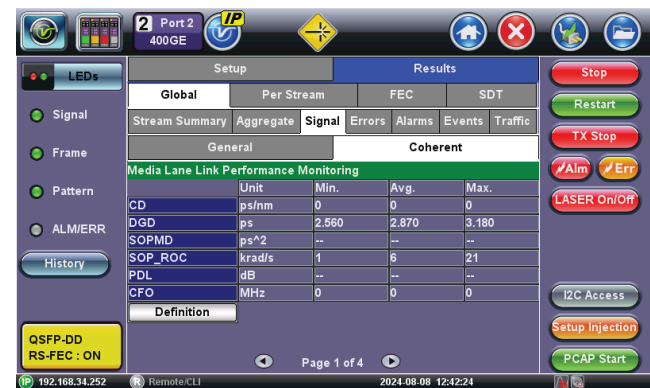 2 Port 2
400GE
IP
LEDs
Signal
Frame
Pattern
ALM/ERR
History
QSFP-DD
RS-FEC : ON
Setup Results
Global Per Stream FEC SDT
Stream Summary Aggregate Signal Errors Alarms Events Traffic
General Coherent
Media Lane Link Performance Monitoring
Unit Min. Avg. Max.
CD ps/nm 0 0 0
DGD ps 2.560 2.870 3.180
SOPMD ps^2 -- -- --
SOP_ROC krad/s 1 6 21
PDL dB -- -- --
CFO MHz 0 0 0
Definition
Page 1 of 4
Stop
Restart
TX Stop
Alm Err
LASER On/Off
I2C Access
Setup Injection
PCAP Start
IP 192.168.34.252 R Remote/CLI 2024-08-08 12:42:24